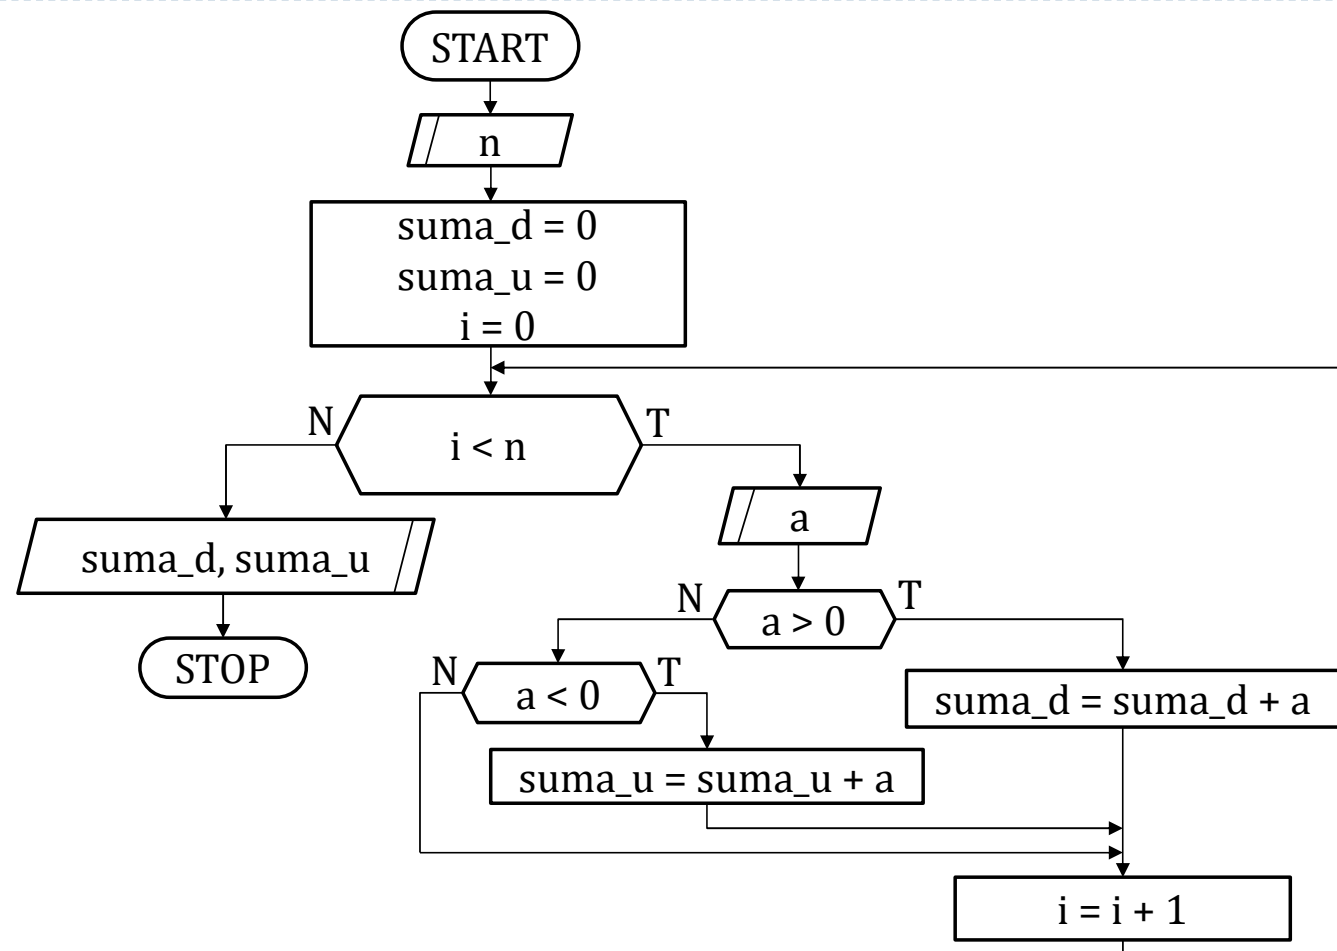 START
n
suma_d = 0
suma_u = 0
i = 0
N
T
i < n
a
suma_d, suma_u
N
T
a > 0
STOP
N
T
a < 0
suma_d = suma_d + a
suma_u = suma_u + a
i = i + 1